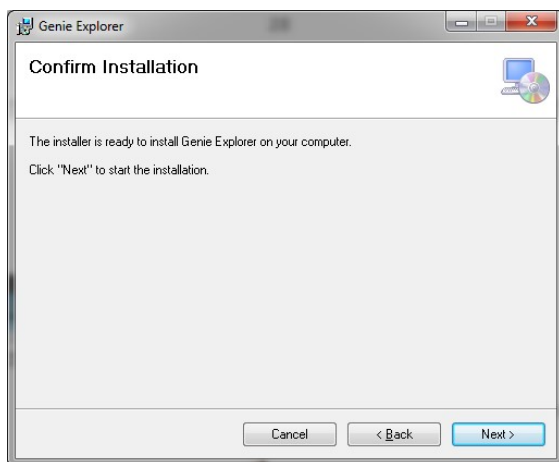 Genie Explorer
Confirm Installation
The installer is ready to install Genie Explorer on your computer.
Click "Next" to start the installation.
Cancel
< Back
Next >